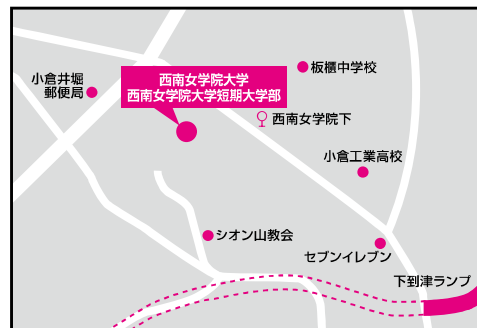 板櫃中学校
小倉井堀
郵便局
西南女学院大学
西南女学院大学短期大学部
西南女学院下
小倉工業高校
シオン山教会
セブンイレブン
下到津ランプ